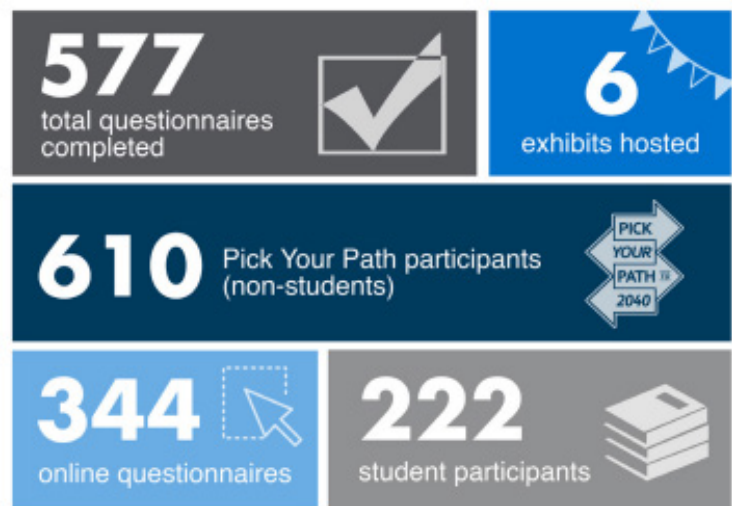 577
total questionnaires
completed
6
exhibits hosted
610
Pick Your Path participants
(non-students)
PICK
YOUR
PATH TO
2040
344
online questionnaires
222
student participants